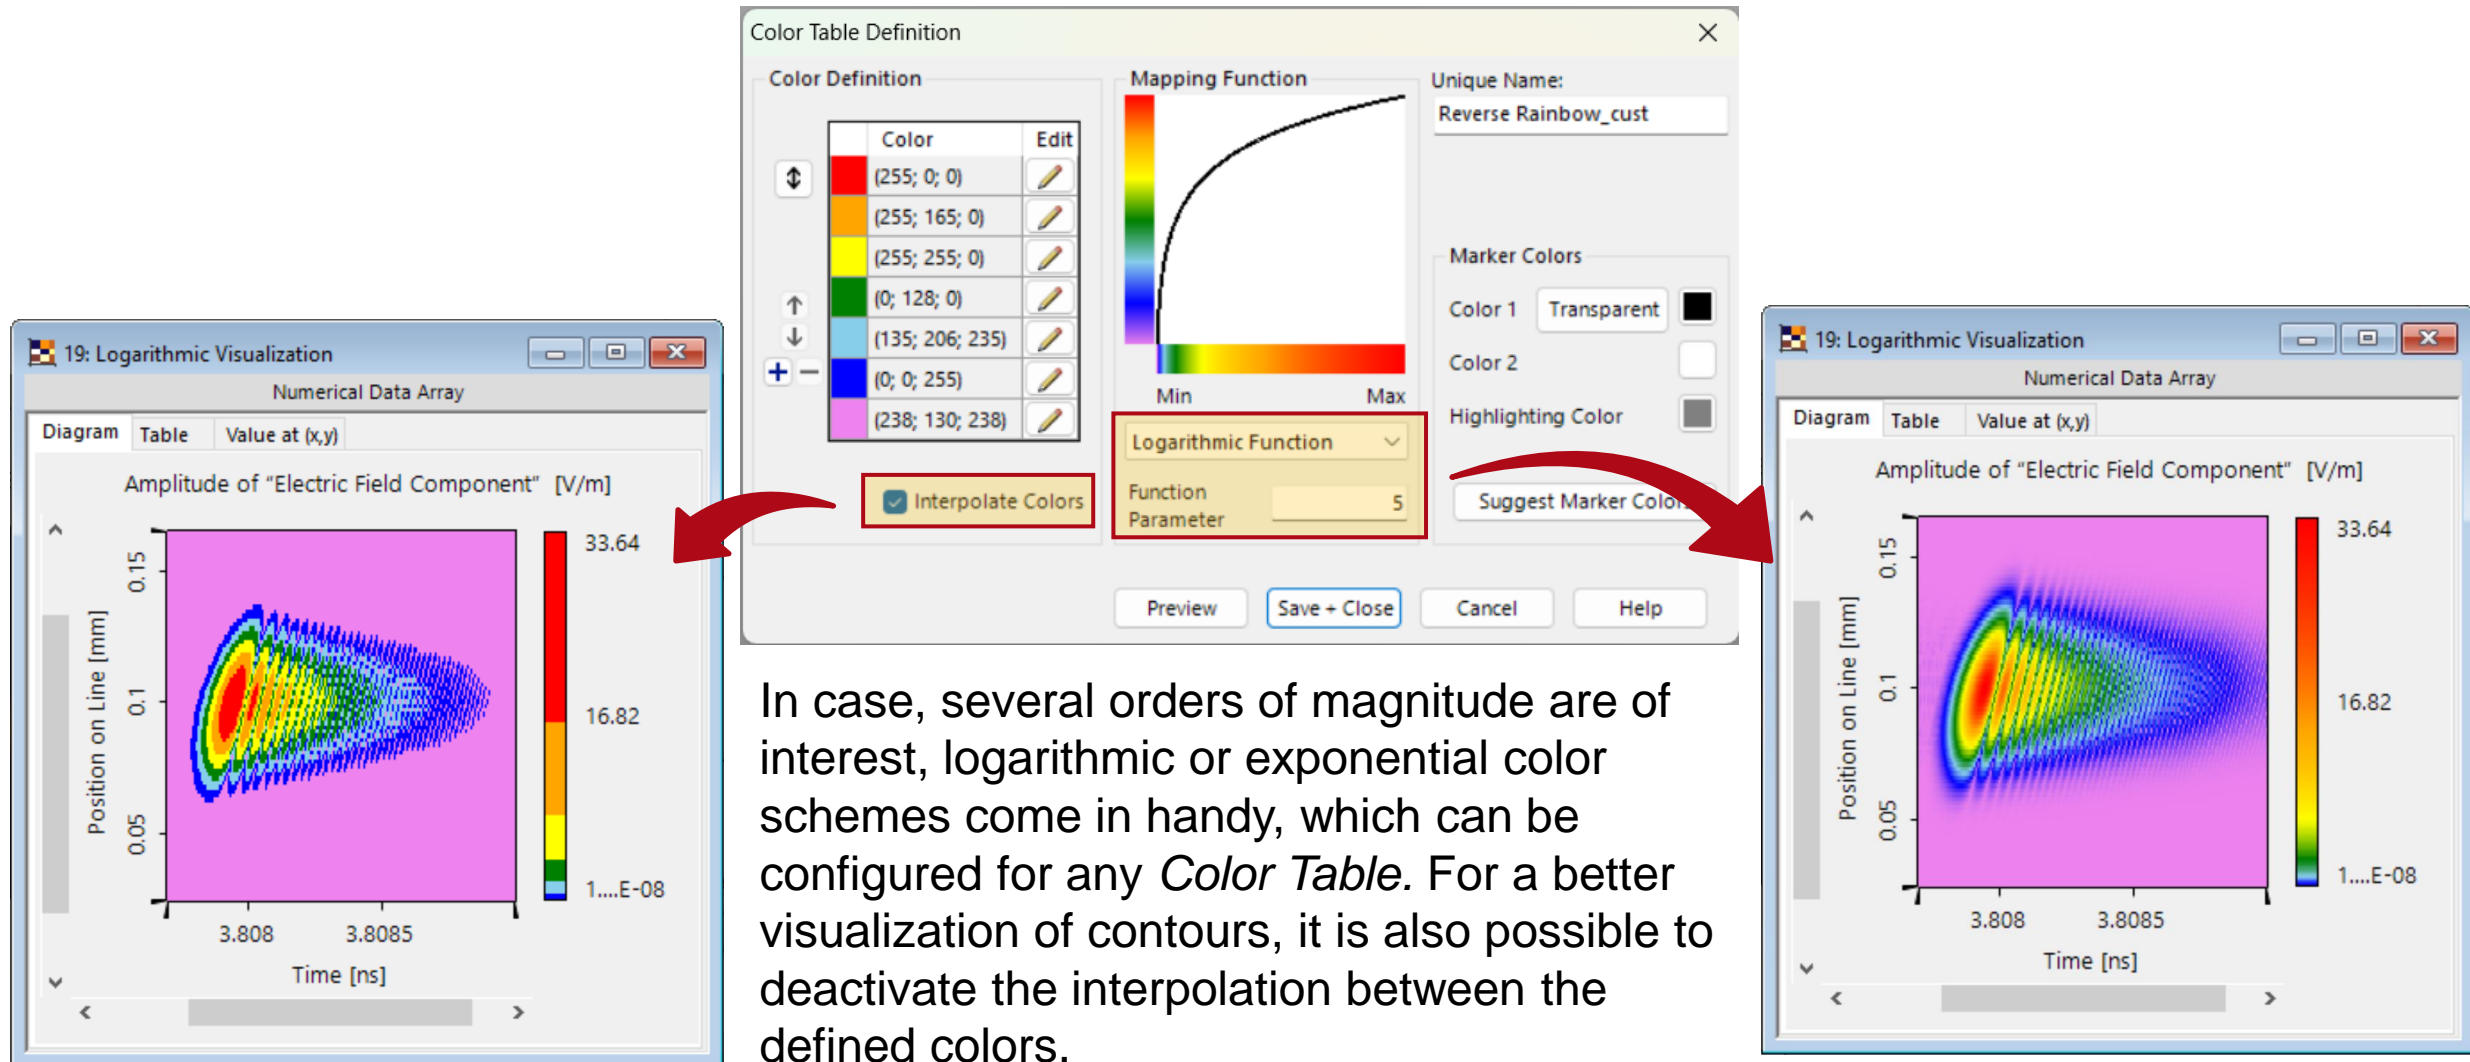 Color Table Definition
Color Definition
Color Edit
(255; 0; 0)
(255; 165; 0)
(255; 255; 0)
(0; 128; 0)
(135; 206; 235)
(0; 0; 255)
(238; 130; 238)
Interpolate Colors
Mapping Function
Min Max
Logarithmic Function
Function
Parameter
5
Unique Name:
Reverse Rainbow_cust
Marker Colors
Color 1 Transparent
Color 2
Highlighting Color
Suggest Marker Colors
Preview Save + Close Cancel Help
19: Logarithmic Visualization
Numerical Data Array
Diagram Table Value at (x,y)
Amplitude of “Electric Field Component” [V/m]
Position on Line [mm]
0.15
0.1
0.05
33.64
16.82
1....E-08
3.808 3.8085
Time [ns]
In case, several orders of magnitude are of
interest, logarithmic or exponential color
schemes come in handy, which can be
configured for any Color Table. For a better
visualization of contours, it is also possible to
deactivate the interpolation between the
defined colors.
19: Logarithmic Visualization
Numerical Data Array
Diagram Table Value at (x,y)
Amplitude of “Electric Field Component” [V/m]
Position on Line [mm]
0.15
0.1
0.05
33.64
16.82
1....E-08
3.808 3.8085
Time [ns]